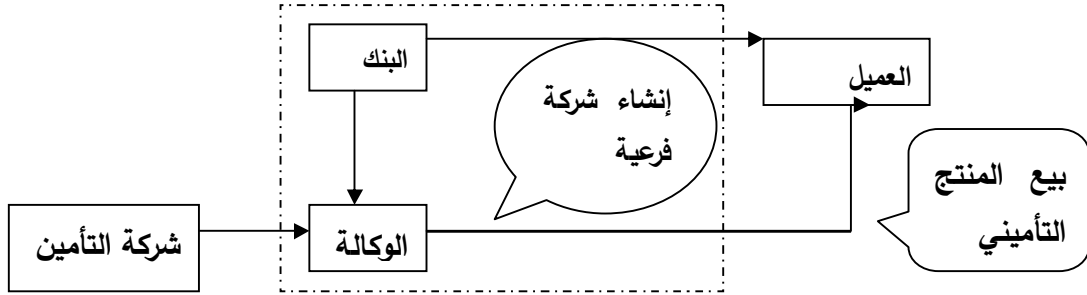 البنك
العميل
إنشاء شركة
فرعية
بيع المنتج
التأميني
الوكالة
شركة التأمين